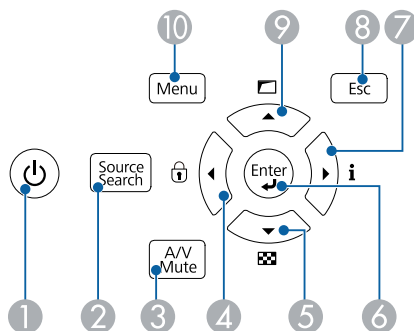 10 9 8 7
Menu
Esc
Source
Search
Enter
i
A/V
Mute
1 2 3 4 5 6